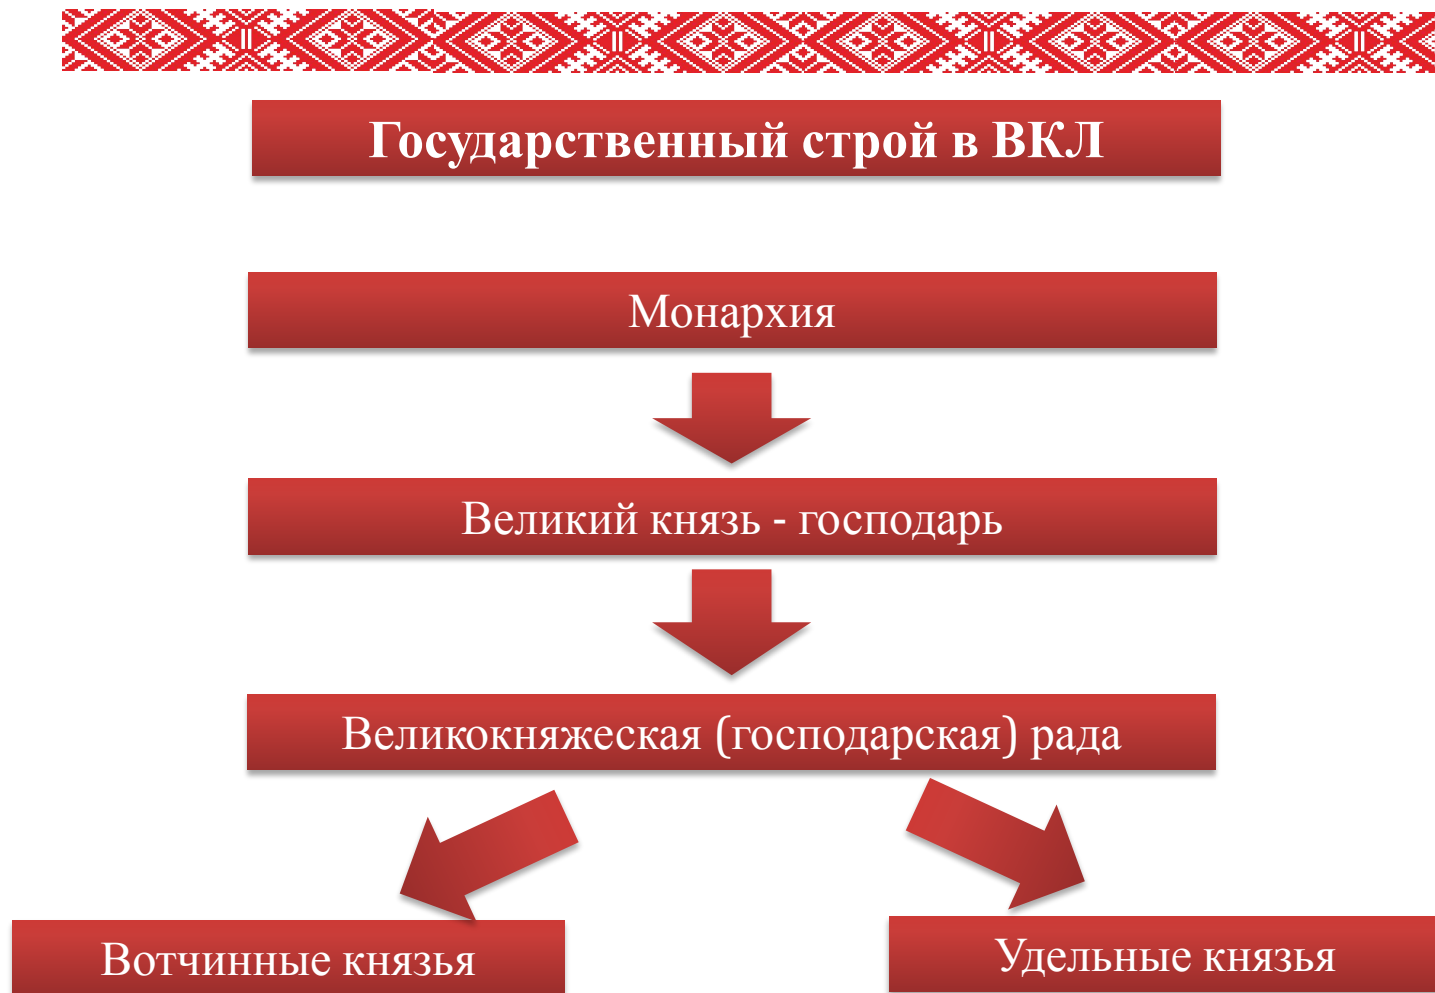 Государственный строй в ВКЛ
Монархия
Великий князь - господарь
Великокняжеская (господарская) рада
Вотчинные князья
Удельные князья